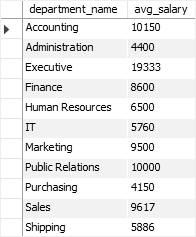 department_name avg_salary
Accounting 10150
Administration 4400
Executive 19333
Finance 8600
Human Resources 6500
IT 5760
Marketing 9500
Public Relations 10000
Purchasing 4150
Sales 9617
Shipping 5886